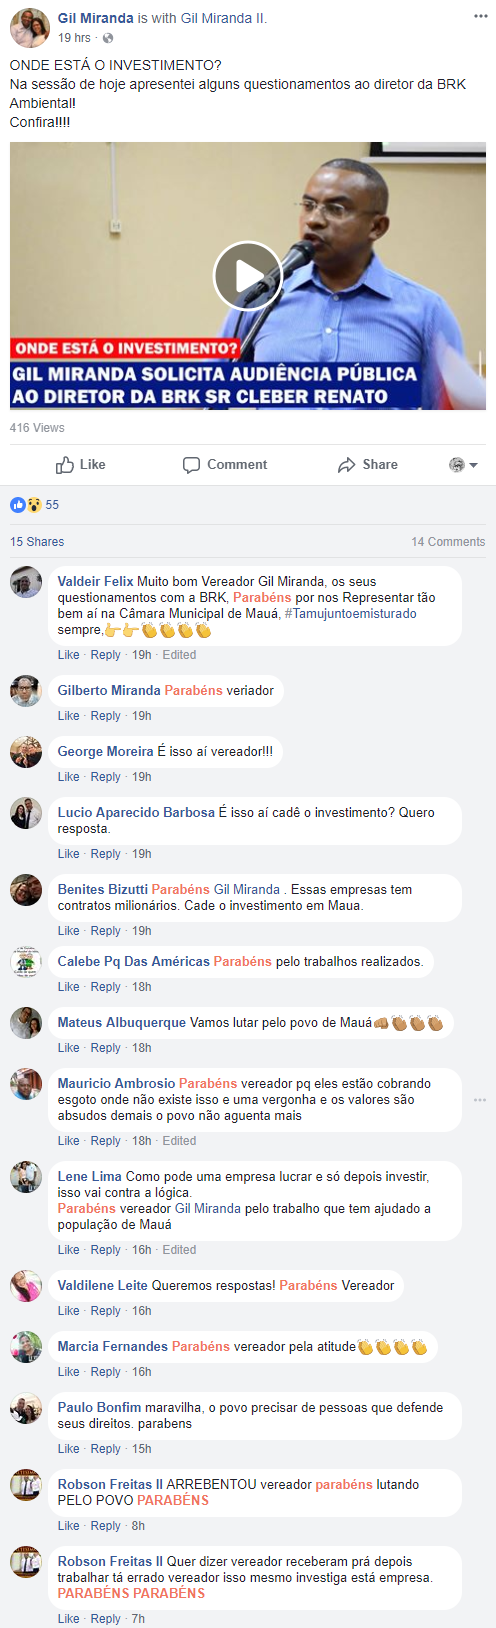 Gil Miranda is with Gil Miranda II.
19 hrs ·
ONDE ESTÁ O INVESTIMENTO?
Na sessão de hoje apresentei alguns questionamentos ao diretor da BRK
Ambiental!
Confira!!!!
ONDE ESTÁ O INVESTIMENTO?
GIL MIRANDA SOLICITA AUDIÊNCIA PÚBLICA
AO DIRETOR DA BRK SR CLEBER RENATO
416 Views
Like Comment Share
55
15 Shares 14 Comments
Valdeir Felix Muito bom Vereador Gil Miranda, os seus
questionamentos com a BRK, Parabéns por nos Representar tão
bem aí na Câmara Municipal de Mauá, #Tamujuntoemisturado
sempre,👉👉👏👏👏👏
Like · Reply · 19h · Edited
Gilberto Miranda Parabéns veriador
Like · Reply · 19h
George Moreira É isso aí vereador!!!
Like · Reply · 19h
Lucio Aparecido Barbosa É isso aí cadê o investimento? Quero
resposta.
Like · Reply · 19h
Benites Bizutti Parabéns Gil Miranda . Essas empresas tem
contratos milionários. Cade o investimento em Maua.
Like · Reply · 19h
Calebe Pq Das Américas Parabéns pelo trabalhos realizados.
Like · Reply · 18h
Mateus Albuquerque Vamos lutar pelo povo de Mauá👊🏽👏🏽👏🏽👏🏽
Like · Reply · 18h
Mauricio Ambrosio Parabéns vereador pq eles estão cobrando
esgoto onde não existe isso e uma vergonha e os valores são
absudos demais o povo não aguenta mais
Like · Reply · 18h · Edited
Lene Lima Como pode uma empresa lucrar e só depois investir,
isso vai contra a lógica.
Parabéns vereador Gil Miranda pelo trabalho que tem ajudado a
população de Mauá
Like · Reply · 16h · Edited
Valdilene Leite Queremos respostas! Parabéns Vereador
Like · Reply · 16h
Marcia Fernandes Parabéns vereador pela atitude👏👏👏👏
Like · Reply · 16h
Paulo Bonfim maravilha, o povo precisar de pessoas que defende
seus direitos. parabens
Like · Reply · 15h
Robson Freitas II ARREBENTOU vereador parabéns lutando
PELO POVO PARABÉNS
Like · Reply · 8h
Robson Freitas II Quer dizer vereador receberam prá depois
trabalhar tá errado vereador isso mesmo investiga está empresa.
PARABÉNS PARABÉNS
Like · Reply · 7h